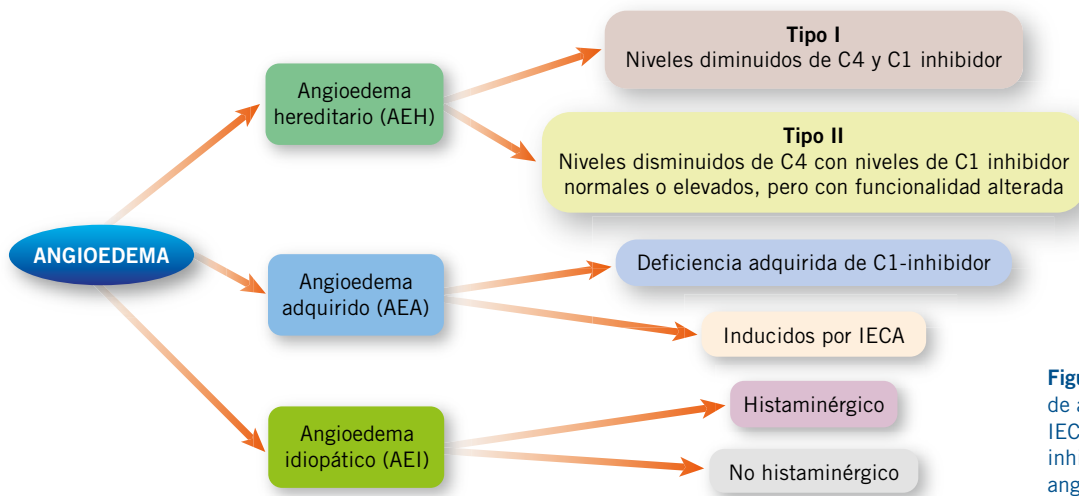 Tipo I
Niveles diminuidos de C4 y C1 inhibidor
Angioedema
hereditario (AEH)
Tipo II
Niveles disminuidos de C4 con niveles de C1 inhibidor
normales o elevados, pero con funcionalidad alterada
ANGIOEDEMA
Angioedema
adquirido (AEA)
Deficiencia adquirida de C1-inhibidor
Inducidos por IECA
Angioedema
idiopático (AEI)
Histaminérgico
No histaminérgico